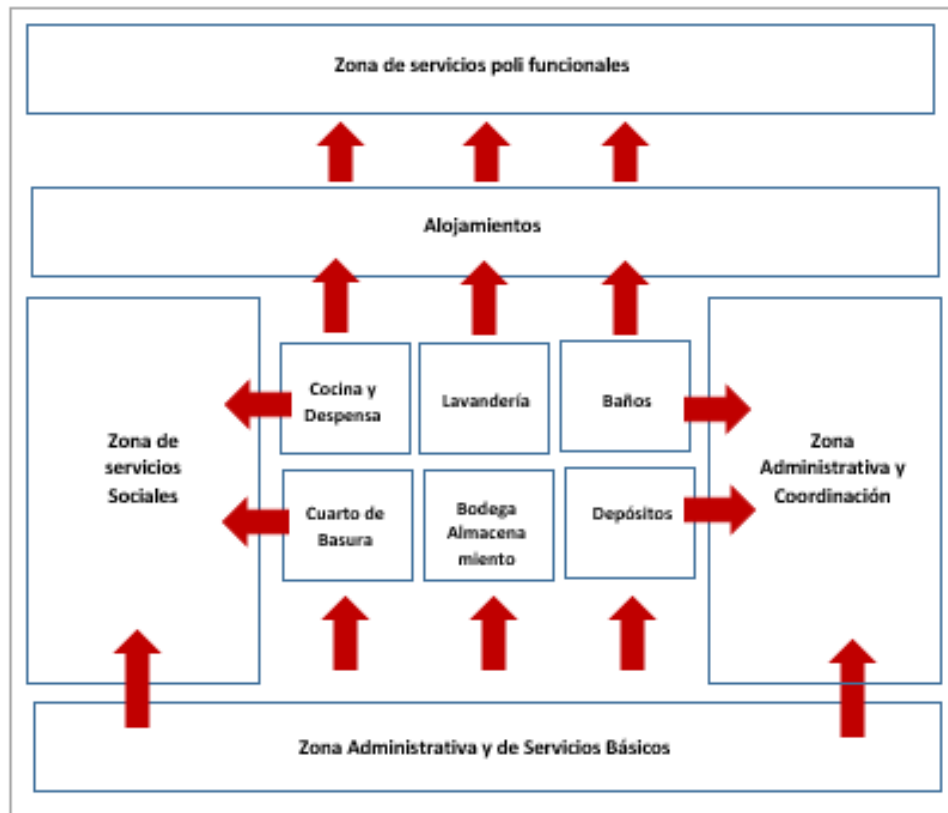 Zona de servicios poli funcionales
Alojamientos
Zona de
servicios
Sociales
Cocina y
Despensa
Lavandería
Baños
Cuarto de
Basura
Bodega
Almacena
miento
Depósitos
Zona
Administrativa y
Coordinación
Zona Administrativa y de Servicios Básicos